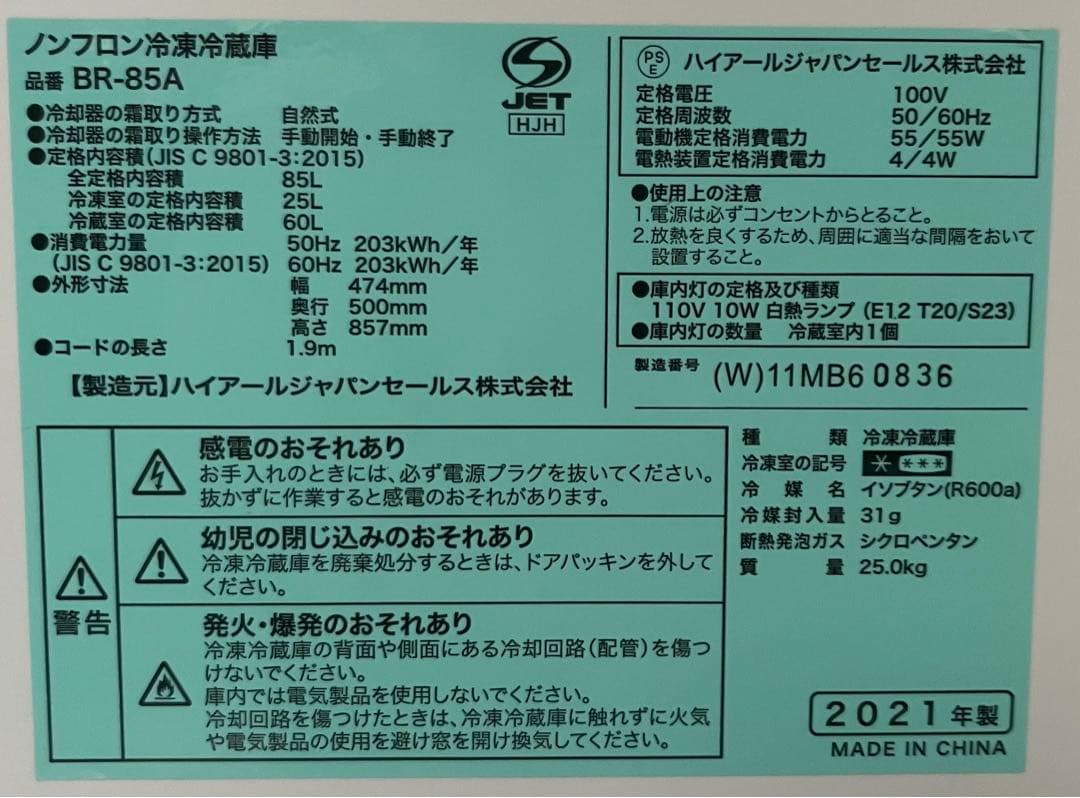 ノンフロン冷凍冷蔵庫
品番 BR-85A
●冷却器の霜取り方式 自然式
●冷却器の霜取り操作方法 手動開始・手動終了
●定格内容積(JIS C 9801-3:2015)
全定格内容積 85L
冷凍室の定格内容積 25L
冷蔵室の定格内容積 60L
●消費電力量 50Hz 203kWh/年
(JIS C 9801-3:2015) 60Hz 203kWh/年
●外形寸法 幅 474mm
奥行 500mm
高さ 857mm
●コードの長さ 1.9m
【製造元】ハイアールジャパンセールス株式会社
S
JET
HJH
PS
E
ハイアールジャパンセールス株式会社
定格電圧 100V
定格周波数 50/60Hz
電動機定格消費電力 55/55W
電熱装置定格消費電力 4/4W
●使用上の注意
1.電源は必ずコンセントからとること。
2.放熱を良くするため、周囲に適当な間隔をおいて
設置すること。
●庫内灯の定格及び種類
110V 10W 白熱ランプ (E12 T20/S23)
●庫内灯の数量 冷蔵室内1個
製造番号 (W)11MB60836
警告
感電のおそれあり
お手入れのときには、必ず電源プラグを抜いてください。
抜かずに作業すると感電のおそれがあります。
幼児の閉じ込みのおそれあり
冷凍冷蔵庫を廃棄処分するときは、ドアパッキンを外して
ください。
発火・爆発のおそれあり
冷凍冷蔵庫の背面や側面にある冷却回路(配管)を傷つ
けないでください。
庫内では電気製品を使用しないでください。
冷却回路を傷つけたときは、冷凍冷蔵庫に触れずに火気
や電気製品の使用を避け窓を開け換気してください。
種類 冷凍冷蔵庫
冷凍室の記号 * ***
冷媒名 イソブタン(R600a)
冷媒封入量 31g
断熱発泡ガス シクロペンタン
質量 25.0kg
2021年製
MADE IN CHINA